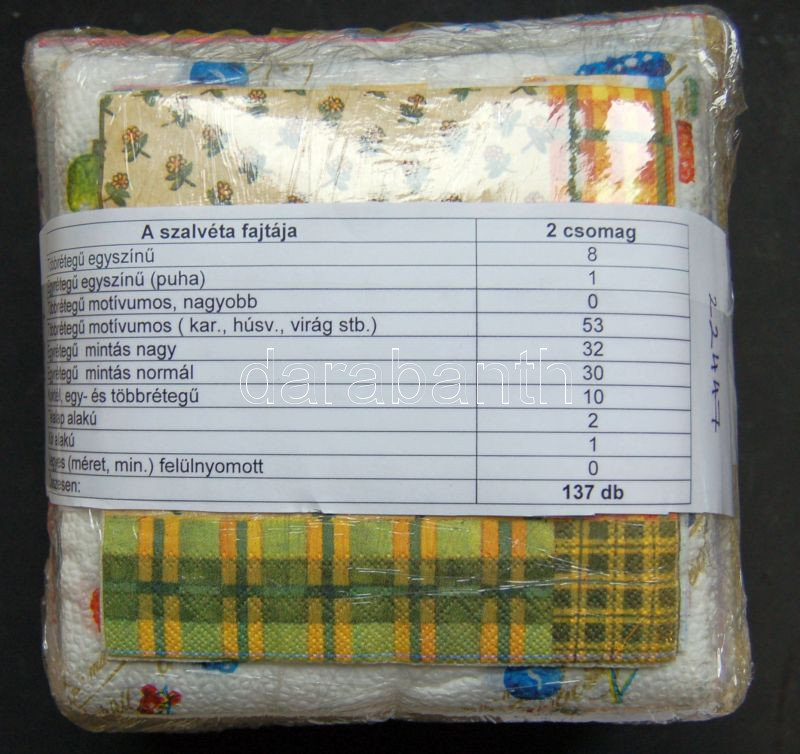 A szalvéta fajtája 2 csomag
Többrétegű egyszínű 8
Egyrétegű egyszínű (puha) 1
Többrétegű motívumos, nagyobb 0
Többrétegű motívumos ( kar., húsv., virág stb.) 53
Egyrétegű mintás nagy 32
Egyrétegű mintás normál 30
egy- és többrétegű 10
alakú 2
alakú 1
(méret, min.) felülnyomott 0
137 db
darabanth